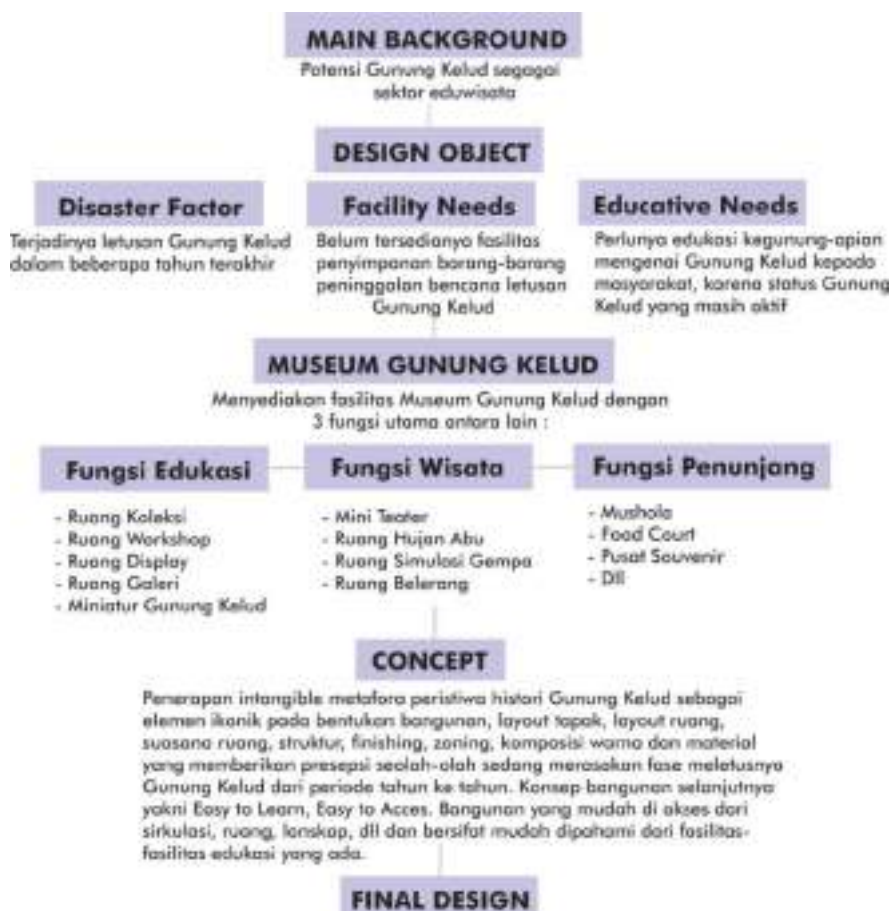 MAIN BACKGROUND
Potensi Gunung Kelud segagai
sektor eduwisata
DESIGN OBJECT
Disaster Factor
Terjadinya letusan Gunung Kelud
dalam beberapa tahun terakhir
Facility Needs
Belum tersedianya fasilitas
penyimpanan barang-barang
peninggalan bencana letusan
Gunung Kelud
Educative Needs
Perlunya edukasi kegunung-apian
mengenai Gunung Kelud kepada
masyarakat, karena status Gunung
Kelud yang masih aktif
MUSEUM GUNUNG KELUD
Menyediakan fasilitas Museum Gunung Kelud dengan
3 fungsi utama antara lain :
Fungsi Edukasi
- Ruang Koleksi
- Ruang Workshop
- Ruang Display
- Ruang Galeri
- Miniatur Gunung Kelud
Fungsi Wisata
- Mini Teater
- Ruang Hujan Abu
- Ruang Simulasi Gempa
- Ruang Belerang
Fungsi Penunjang
- Mushola
- Food Court
- Pusat Souvenir
- Dll
CONCEPT
Penerapan intangible metafora peristiwa histori Gunung Kelud sebagai
elemen ikonik pada bentukan bangunan, layout tapak, layout ruang,
suasana ruang, struktur, finishing, zoning, komposisi warna dan material
yang memberikan presepsi seolah-olah sedang merasakan fase meletusnya
Gunung Kelud dari periode tahun ke tahun. Konsep bangunan selanjutnya
yakni Easy to Learn, Easy to Acces. Bangunan yang mudah di akses dari
sirkulasi, ruang, lanskap, dll dan bersifat mudah dipahami dari fasilitas-
fasilitas edukasi yang ada.
FINAL DESIGN